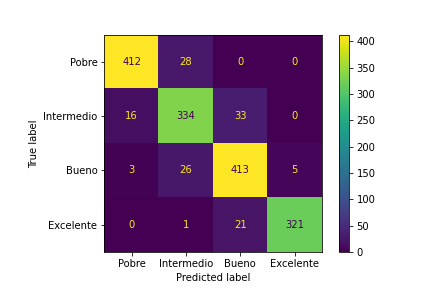 Pobre 412 28 0 0
Intermedio 16 334 33 0
Bueno 3 26 413 5
Excelente 0 1 21 321
Pobre Intermedio Bueno Excelente
Predicted label
True label
400
350
300
250
200
150
100
50
0